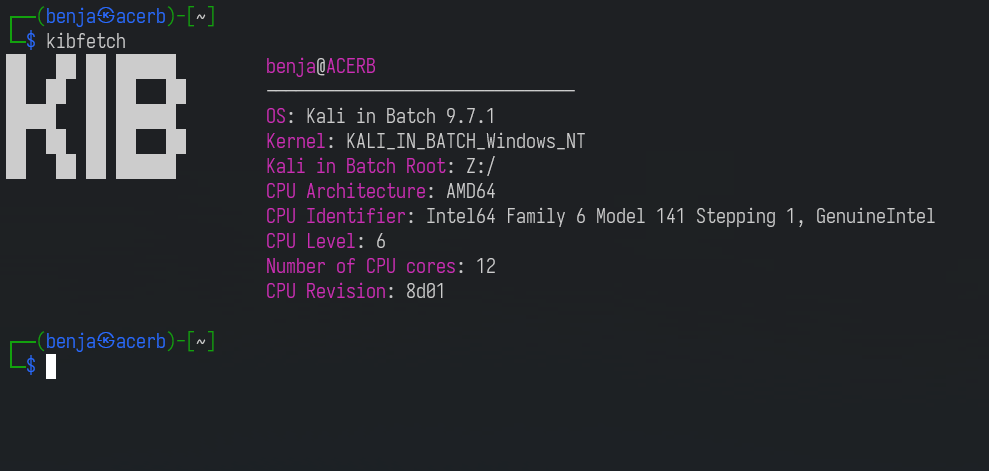 ┌──(benja㉿acerb)-[~]
└─$ kibfetch
KIB
benja@ACERB
-------------------------------
OS: Kali in Batch 9.7.1
Kernel: KALI_IN_BATCH_Windows_NT
Kali in Batch Root: Z:/
CPU Architecture: AMD64
CPU Identifier: Intel64 Family 6 Model 141 Stepping 1, GenuineIntel
CPU Level: 6
Number of CPU cores: 12
CPU Revision: 8d01
┌──(benja㉿acerb)-[~]
└─$